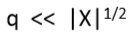 q << |X|^1/2